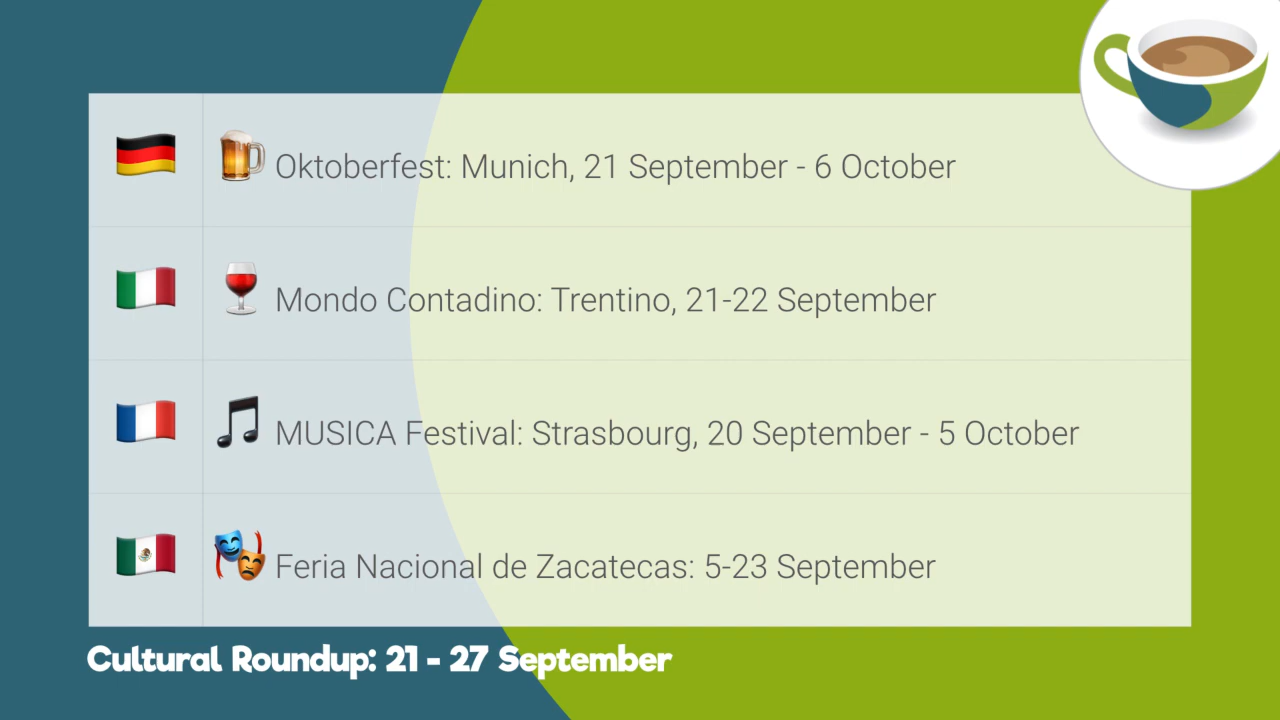 Oktoberfest: Munich, 21 September - 6 October
Mondo Contadino: Trentino, 21-22 September
MUSICA Festival: Strasbourg, 20 September - 5 October
Feria Nacional de Zacatecas: 5-23 September
Cultural Roundup: 21 - 27 September